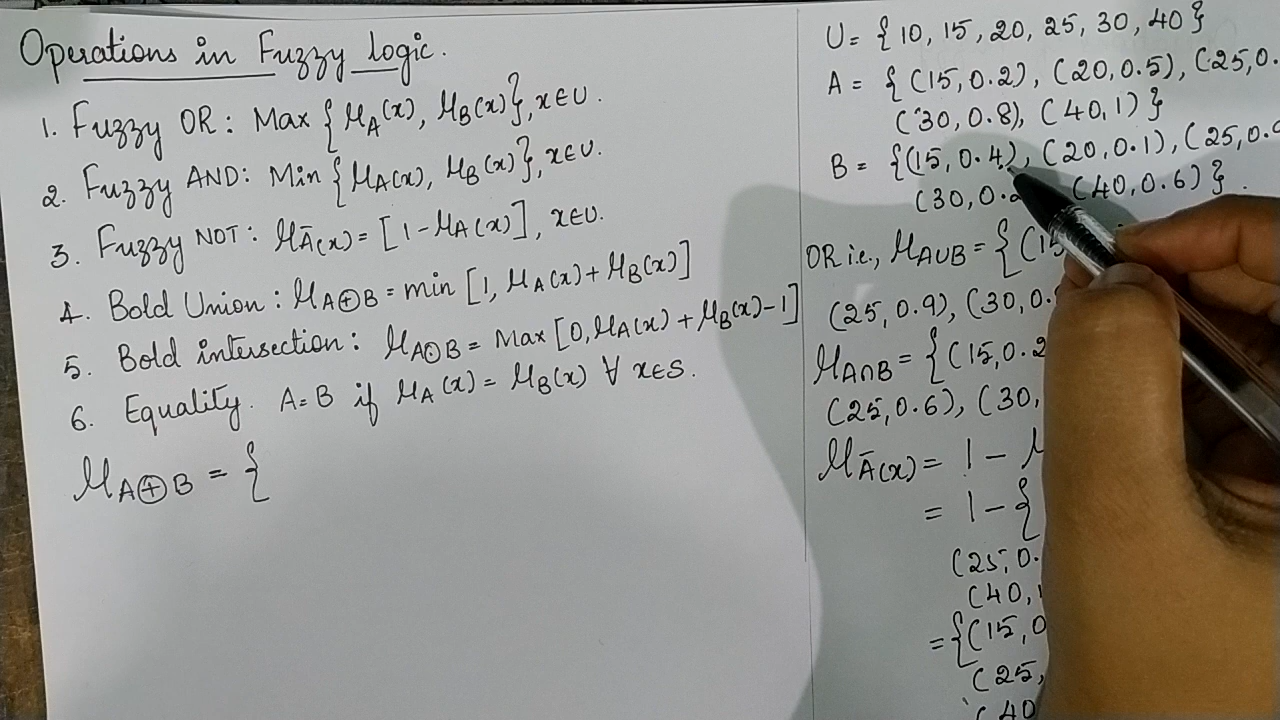 Operations in Fuzzy logic.
1. Fuzzy OR: Max {μA(x), μB(x)}, x∈U.
2. Fuzzy AND: Min {μA(x), μB(x)}, x∈U.
3. Fuzzy NOT: μĀ(x) = [1-μA(x)], x∈U.
4. Bold Union: μA⊕B = min [1, μA(x) + μB(x)]
5. Bold intersection: μA⊙B = Max [0, μA(x) + μB(x) - 1]
6. Equality. A=B if μA(x) = μB(x) ∀ x∈S.
μA⊕B = {
U = {10, 15, 20, 25, 30, 40}
A = {(15, 0.2), (20, 0.5), (25, 0.
(30, 0.8), (40, 1)}
B = {(15, 0.4), (20, 0.1), (25, 0.
(30, 0. (40, 0.6)}.
OR i.e., μA∪B = {(15
(25, 0.9), (30, 0.
μA∩B = {(15, 0.2
(25, 0.6), (30,
μĀ(x) = 1 -
= 1 - {
(25, 0.
(40, 1
= {(15, 0
(25,
(40